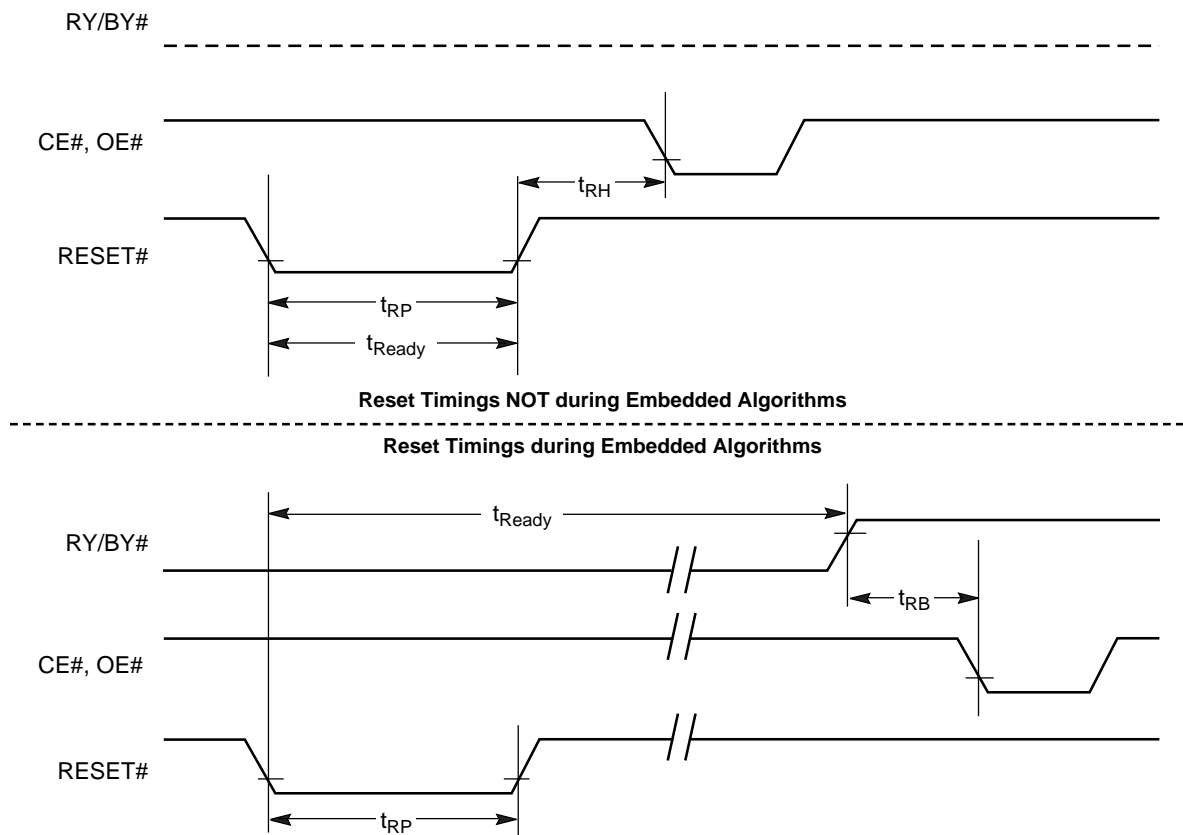 RY/BY#
CE#, OE#
tRH
RESET#
tRP
tReady
Reset Timings NOT during Embedded Algorithms
Reset Timings during Embedded Algorithms
tReady
RY/BY#
tRB
CE#, OE#
RESET#
tRP